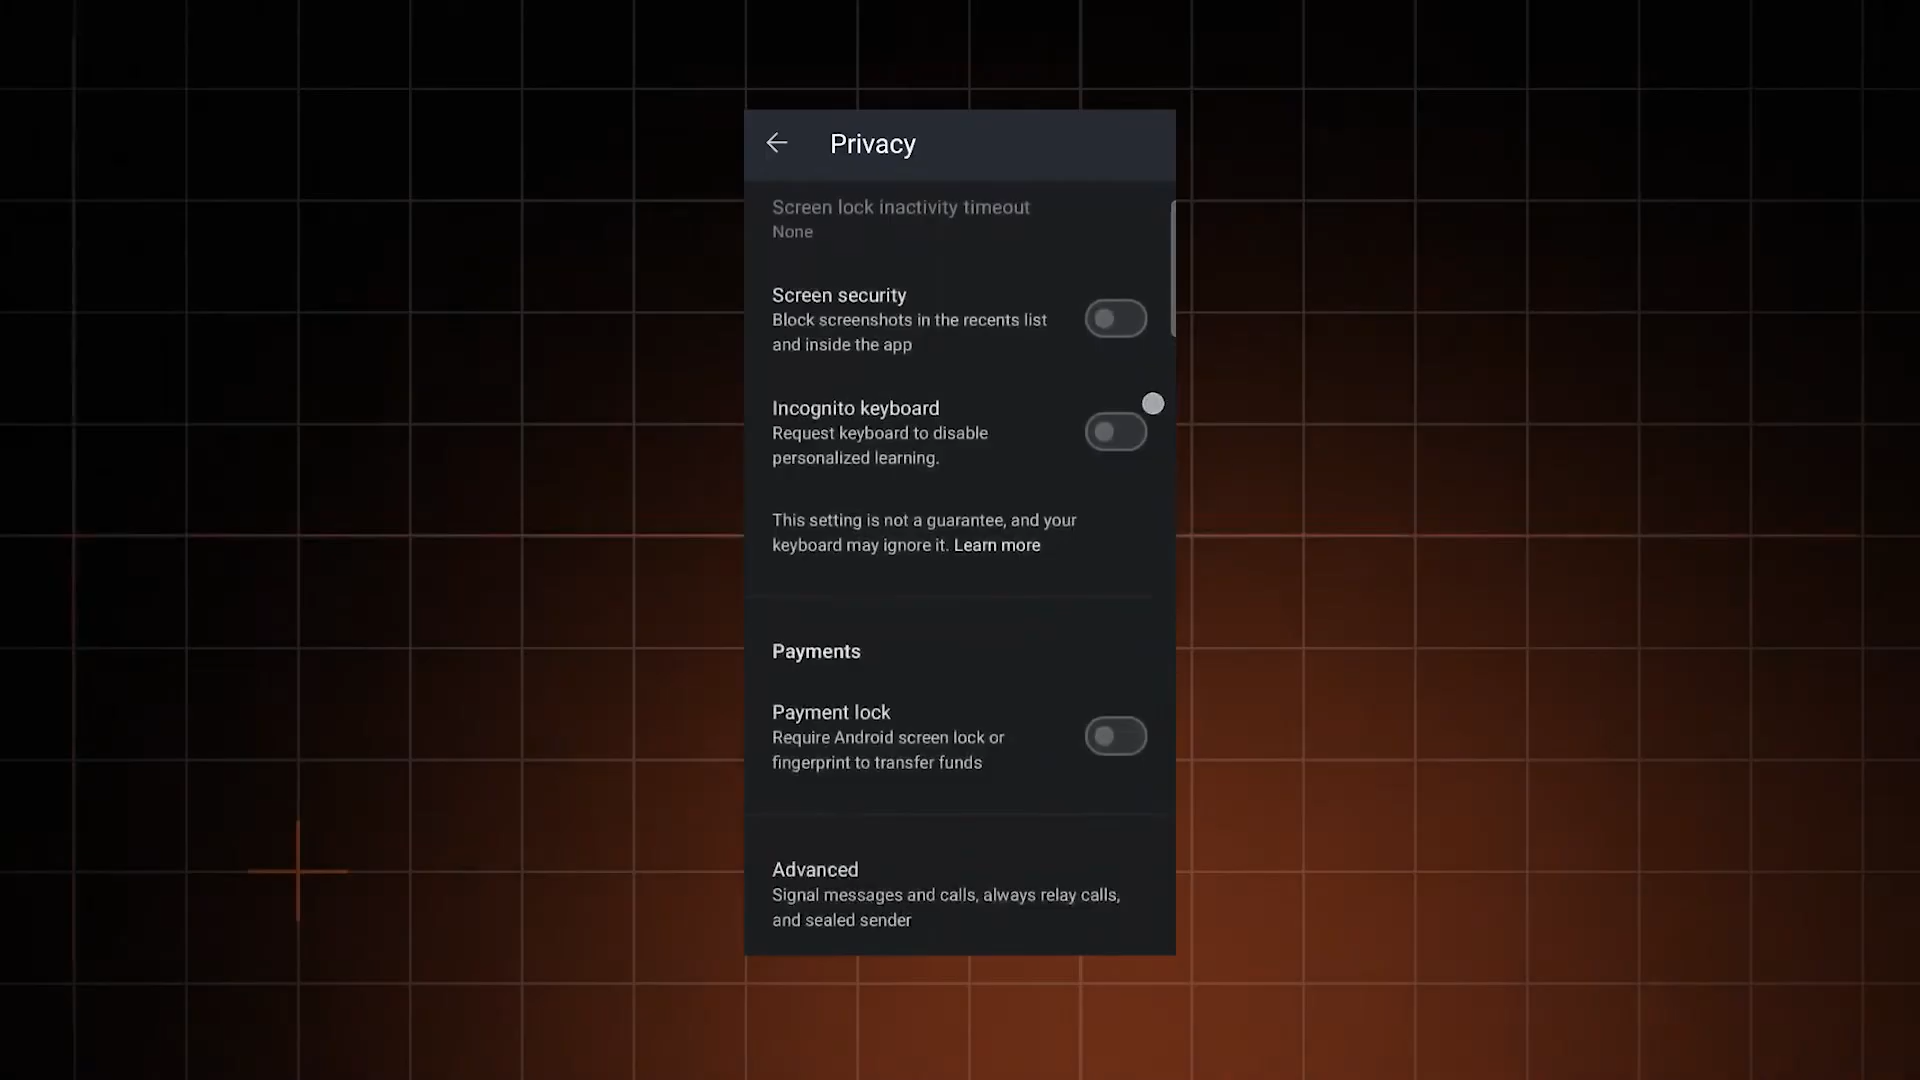 Privacy
Screen lock inactivity timeout
None
Screen security
Block screenshots in the recents list
and inside the app
Incognito keyboard
Request keyboard to disable
personalized learning.
This setting is not a guarantee, and your
keyboard may ignore it. Learn more
Payments
Payment lock
Require Android screen lock or
fingerprint to transfer funds
Advanced
Signal messages and calls, always relay calls,
and sealed sender